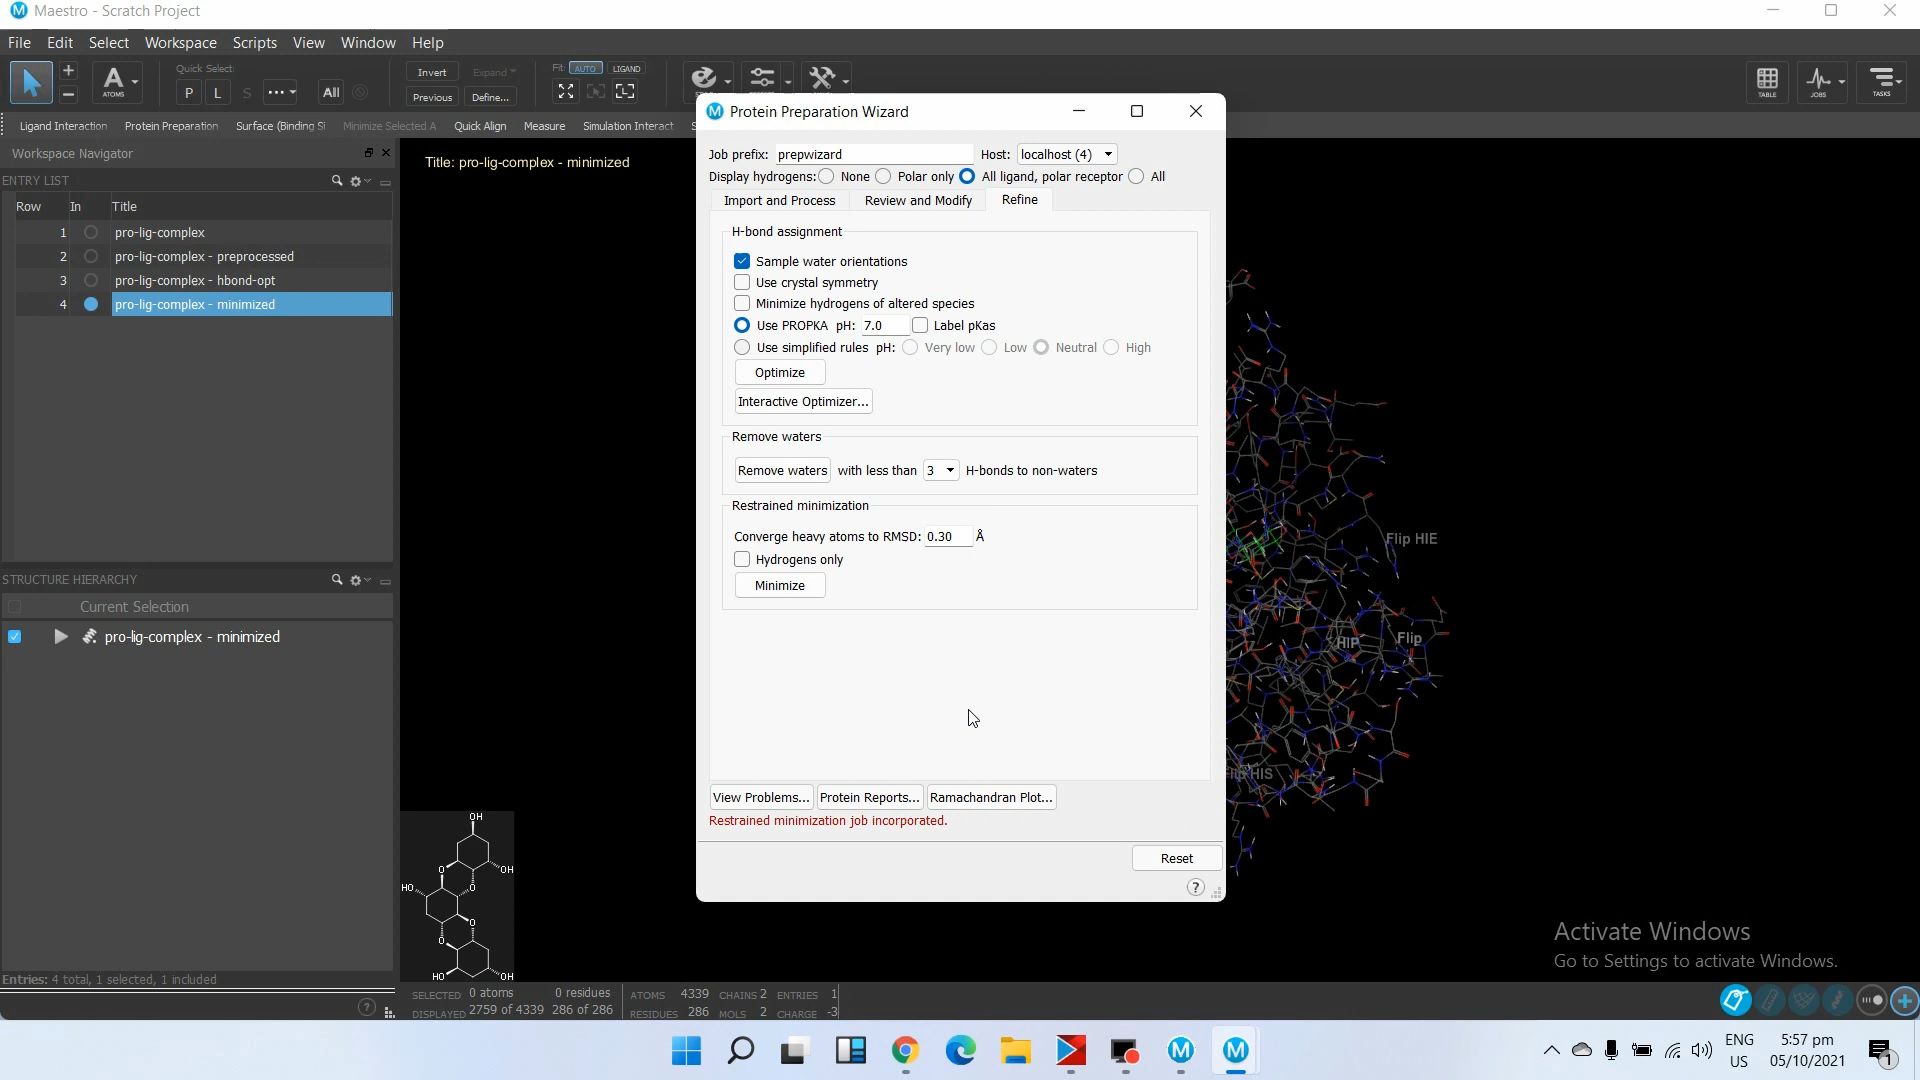 Maestro - Scratch Project
File Edit Select Workspace Scripts View Window Help
Quick Select:
Invert Expand
Fit: AUTO LIGAND
ATOMS
P L S ... All
Previous Define...
TABLE JOBS TASKS
Ligand Interaction Protein Preparation Surface (Binding Si Minimize Selected A Quick Align Measure Simulation Interact S
Workspace Navigator
ENTRY LIST
Row In Title
1 pro-lig-complex
2 pro-lig-complex - preprocessed
3 pro-lig-complex - hbond-opt
4 pro-lig-complex - minimized
STRUCTURE HIERARCHY
Current Selection
pro-lig-complex - minimized
Entries: 4 total, 1 selected, 1 included
Title: pro-lig-complex - minimized
Protein Preparation Wizard
Job prefix: prepwizard Host: localhost (4)
Display hydrogens: None Polar only All ligand, polar receptor All
Import and Process Review and Modify Refine
H-bond assignment
Sample water orientations
Use crystal symmetry
Minimize hydrogens of altered species
Use PROPKA pH: 7.0 Label pKas
Use simplified rules pH: Very low Low Neutral High
Optimize
Interactive Optimizer...
Remove waters
Remove waters with less than 3 H-bonds to non-waters
Restrained minimization
Converge heavy atoms to RMSD: 0.30 Å
Hydrogens only
Minimize
View Problems... Protein Reports... Ramachandran Plot...
Restrained minimization job incorporated.
Reset
?
Flip HIE
HIP
Flip
HIS
OH
O OH
HO O
O
O
HO OH
Activate Windows
Go to Settings to activate Windows.
SELECTED 0 atoms 0 residues ATOMS 4339 CHAINS 2 ENTRIES 1
DISPLAYED 2759 of 4339 286 of 286 RESIDUES 286 MOLS 2 CHARGE -3
ENG
US
5:57 pm
05/10/2021
1